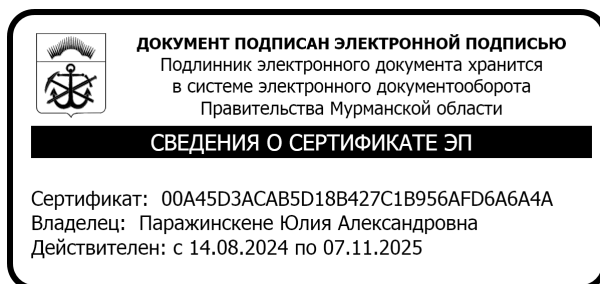 ДОКУМЕНТ ПОДПИСАН ЭЛЕКТРОННОЙ ПОДПИСЬЮ
Подлинник электронного документа хранится
в системе электронного документооборота
Правительства Мурманской области
СВЕДЕНИЯ О СЕРТИФИКАТЕ ЭП
Сертификат: 00A45D3ACAB5D18B427C1B956AFD6A6A4A
Владелец: Паражинскене Юлия Александровна
Действителен: с 14.08.2024 по 07.11.2025